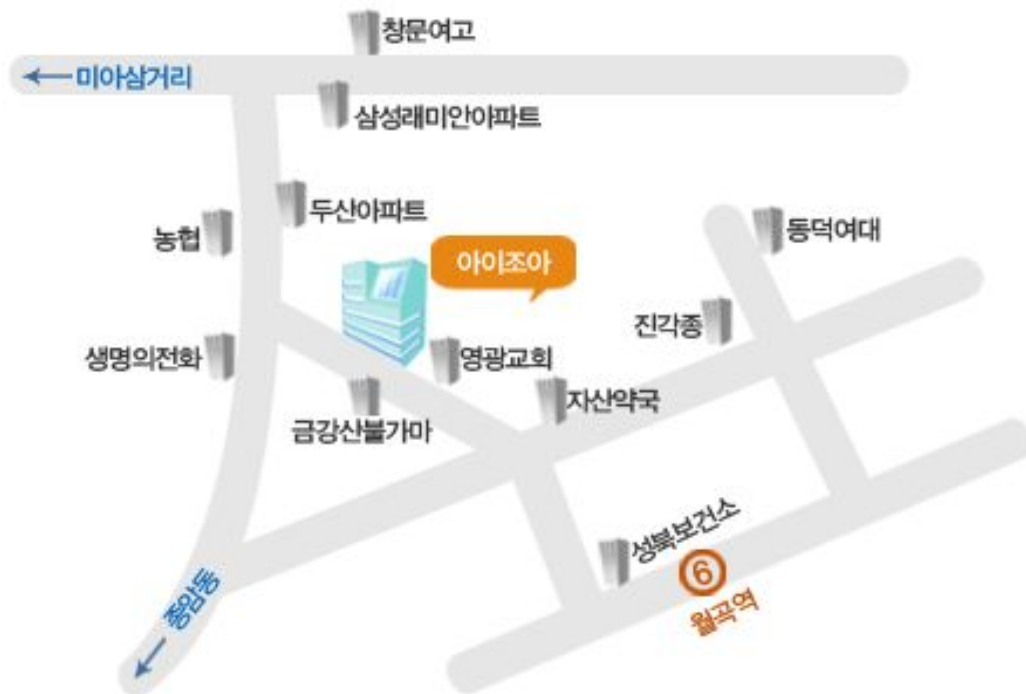 창문여고
미아삼거리
삼성래미안아파트
두산아파트
농협
동덕여대
아이조아
진각종
생명의전화
영광교회
자산약국
금강산불가마
성북보건소
6
월곡역
종암동